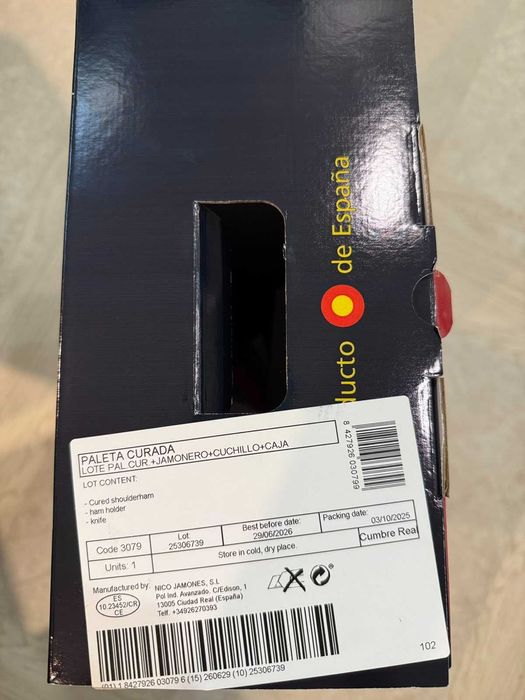 ducto de España
PALETA CURADA
LOTE PAL.CUR.+JAMONERO+CUCHILLO+CAJA
8 427926 030799
LOT CONTENT:
- Cured shoulderham
- ham holder
- knife
Code 3079
Lot:
25306739
Best before date:
29/06/2026
Packing date:
03/10/2025
Units: 1
Store in cold, dry place.
Cumbre Real
Manufactured by: NICO JAMONES, S.L
Pol Ind. Avanzado. C/Edison, 1
13005 Ciudad Real (España)
Telf. +34926270393
ES
10.23452/CR
CE
102
(01) 1 8427926 03079 6 (15) 260629 (10) 25306739